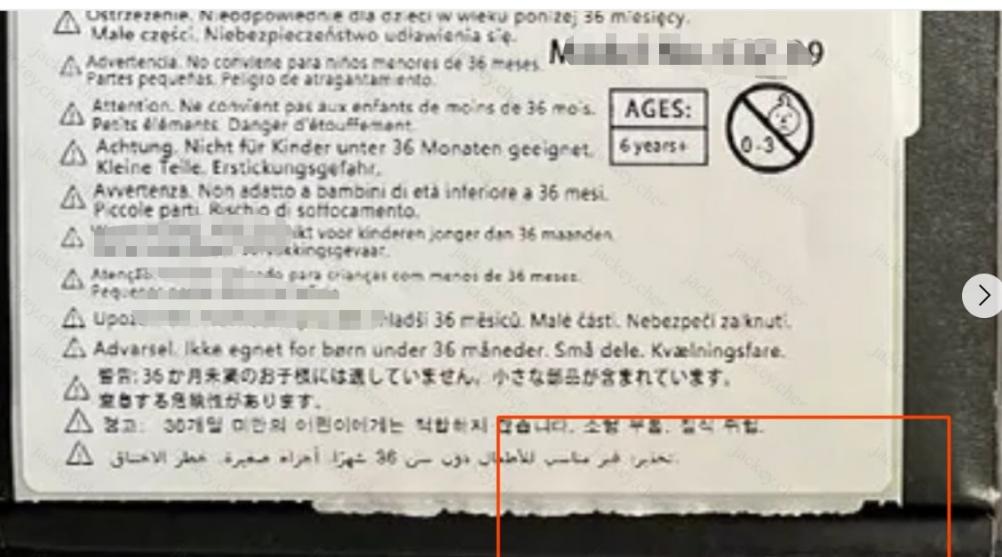 Ostrzeżenie. Nieodpowiednie dla dzieci w wieku poniżej 36 miesięcy.
Małe części. Niebezpieczeństwo udławienia się.
9
Advertencia. No conviene para niños menores de 36 meses.
Partes pequeñas. Peligro de atragantamiento.
Attention. Ne convient pas aux enfants de moins de 36 mois.
Petits éléments. Danger d'étouffement.
AGES:
6 years+
0-3
Achtung. Nicht für Kinder unter 36 Monaten geeignet.
Kleine Teile. Erstickungsgefahr.
Avvertenza. Non adatto a bambini di età inferiore a 36 mesi.
Piccole parti. Rischio di soffocamento.
voor kinderen jonger dan 36 maanden.
Atenção. para crianças com menos de 36 meses.
36 měsíců. Malé části. Nebezpečí zalknutí.
Advarsel. Ikke egnet for børn under 36 måneder. Små dele. Kvælningsfare.
警告: 36か月未満のお子様には適していません。小さな部品が含まれています。
窒息する危険性があります。
경고: 36개월 미만의 어린이에게는 적합하지 않습니다. 소형 부품. 질식 위험.
تحذير: غير مناسب للأطفال دون سن 36 شهرًا. أجزاء صغيرة. خطر الاختناق.